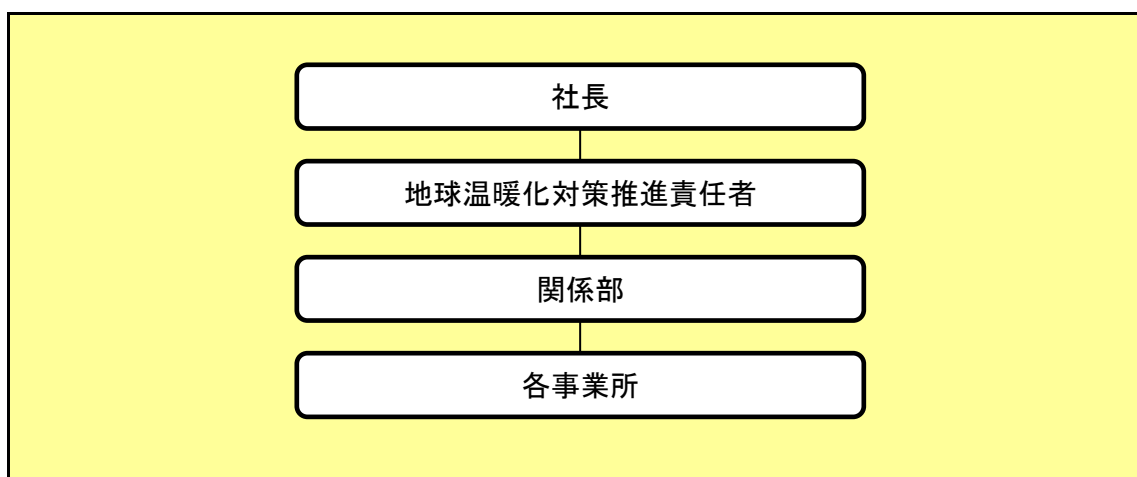 社長
地球温暖化対策推進責任者
関係部
各事業所